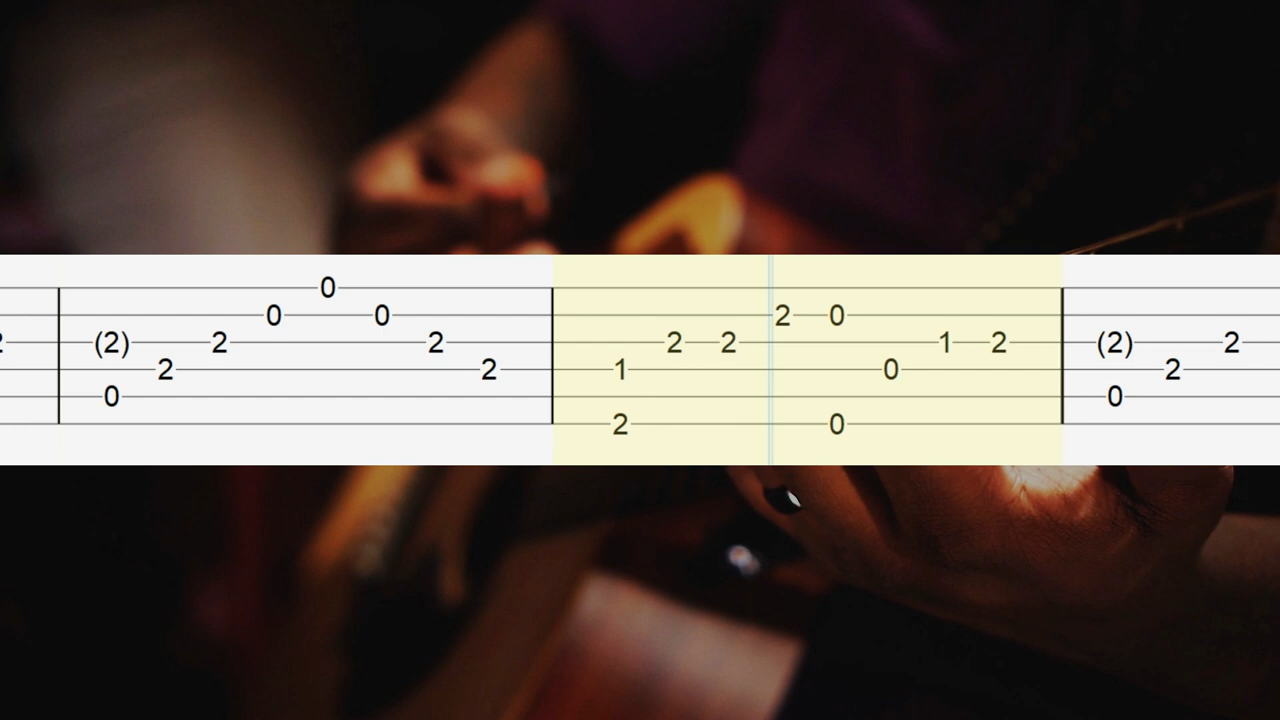 0
0 0 2 0
2 (2) 2 2 2 2 1 2 (2) 2
2 2 1 0 2
0 0
2 0